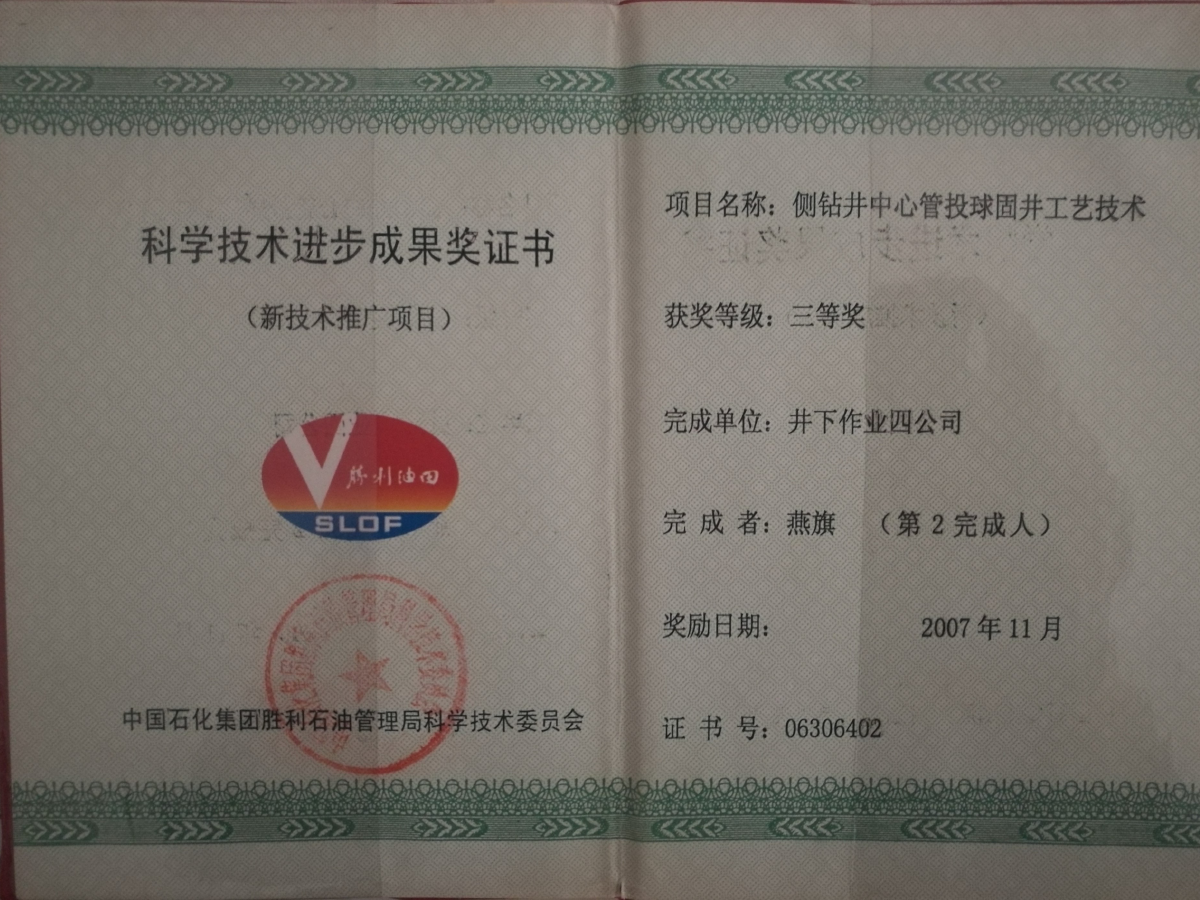 科学技术进步成果奖证书
（新技术推广项目）
胜利油田
SLOF
中国石化集团胜利石油管理局科学技术委员会
项目名称：侧钻井中心管投球固井工艺技术
获奖等级：三等奖
完成单位：井下作业四公司
完 成 者：燕旗 （第 2 完成人）
奖励日期： 2007 年 11 月
证 书 号：06306402